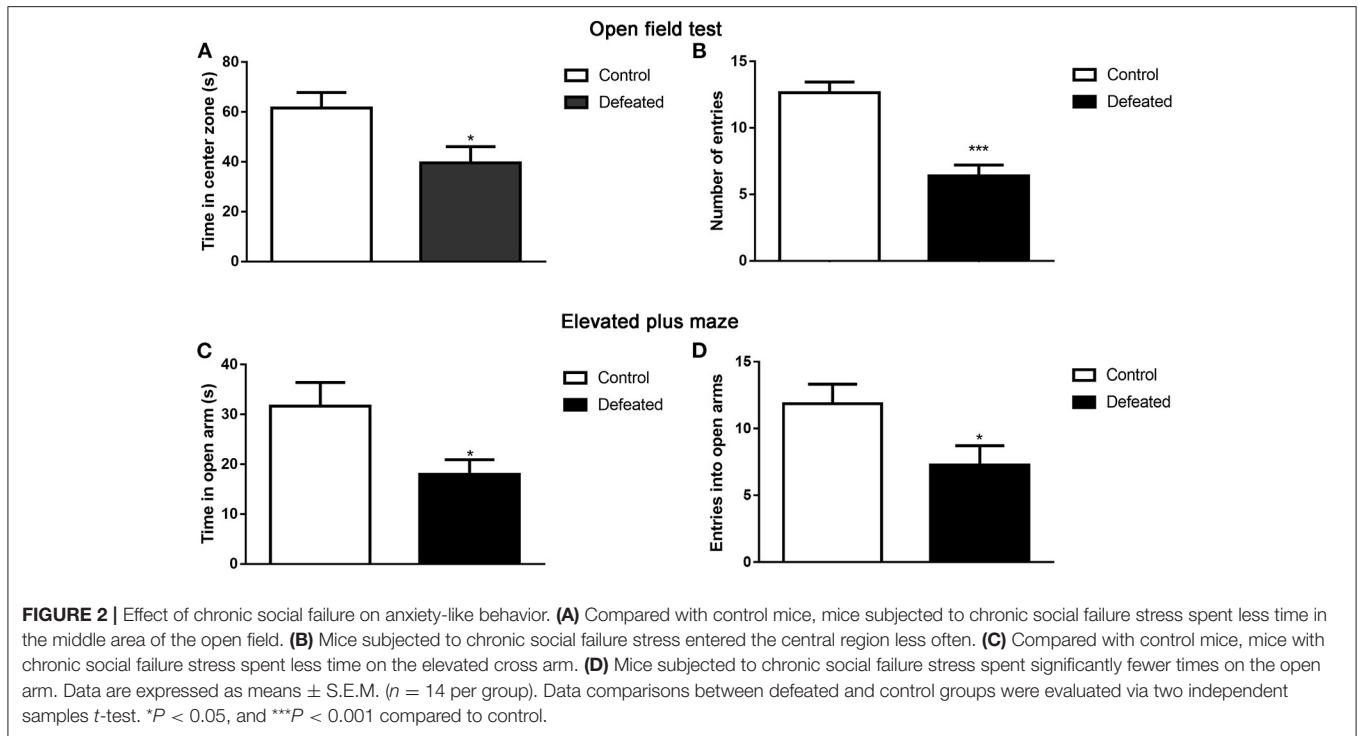 Open field test
A
Time in center zone (s)
80
60
40
20
0
*
Control
Defeated
B
Number of entries
15
10
5
0
***
Control
Defeated
Elevated plus maze
C
Time in open arm (s)
40
30
20
10
0
*
Control
Defeated
D
Entries into open arms
15
10
5
0
*
Control
Defeated
FIGURE 2 | Effect of chronic social failure on anxiety-like behavior. (A) Compared with control mice, mice subjected to chronic social failure stress spent less time in
the middle area of the open field. (B) Mice subjected to chronic social failure stress entered the central region less often. (C) Compared with control mice, mice with
chronic social failure stress spent less time on the elevated cross arm. (D) Mice subjected to chronic social failure stress spent significantly fewer times on the open
arm. Data are expressed as means ± S.E.M. (n = 14 per group). Data comparisons between defeated and control groups were evaluated via two independent
samples t-test. *P < 0.05, and ***P < 0.001 compared to control.